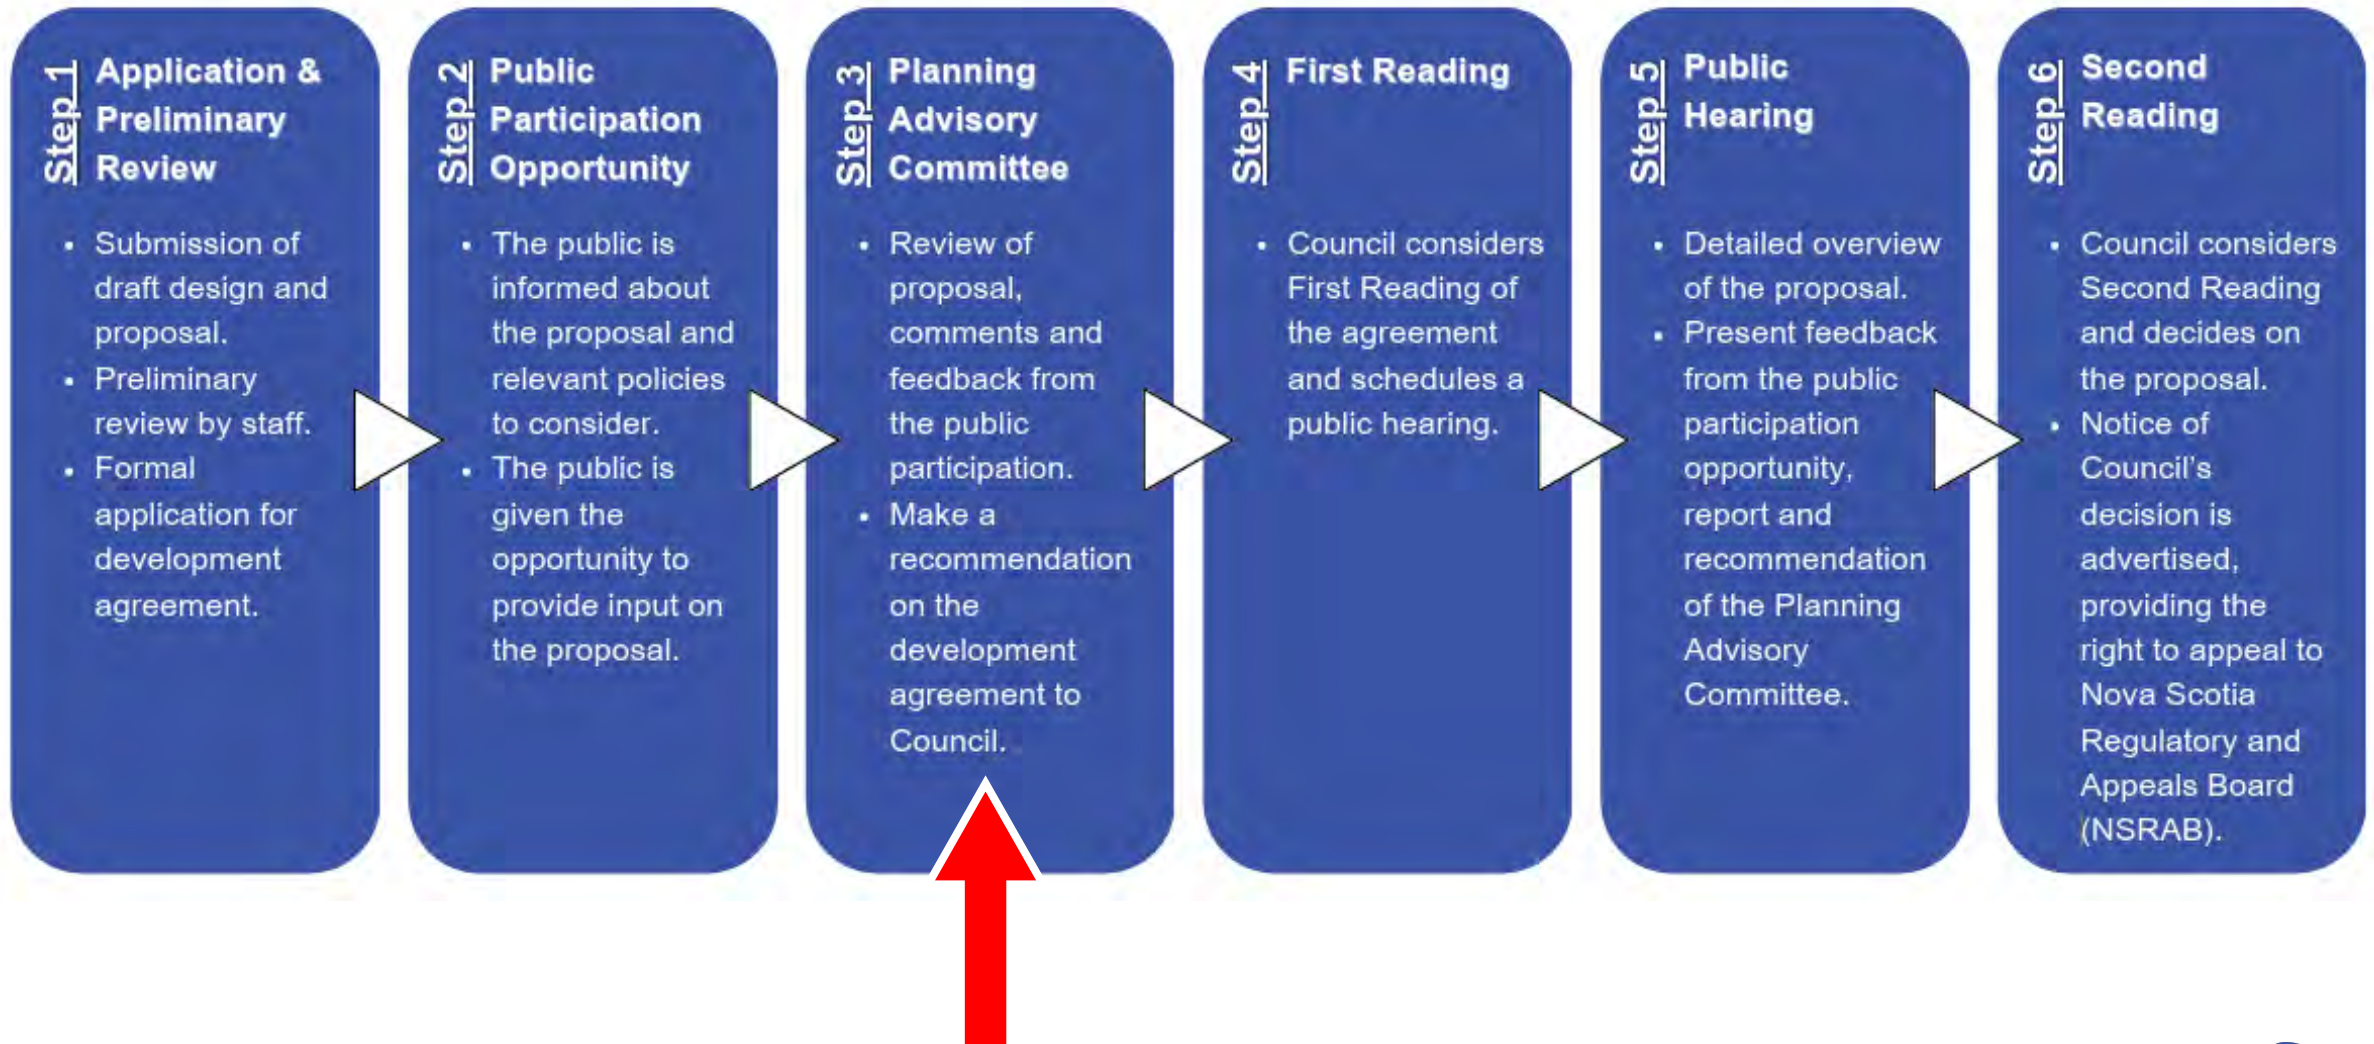 Step 1
Application &
Preliminary
Review
• Submission of
draft design and
proposal.
• Preliminary
review by staff.
• Formal
application for
development
agreement.
Step 2
Public
Participation
Opportunity
• The public is
informed about
the proposal and
relevant policies
to consider.
• The public is
given the
opportunity to
provide input on
the proposal.
Step 3
Planning
Advisory
Committee
• Review of
proposal,
comments and
feedback from
the public
participation.
• Make a
recommendation
on the
development
agreement to
Council.
Step 4
First Reading
• Council considers
First Reading of
the agreement
and schedules a
public hearing.
Step 5
Public
Hearing
• Detailed overview
of the proposal.
• Present feedback
from the public
participation
opportunity,
report and
recommendation
of the Planning
Advisory
Committee.
Step 6
Second
Reading
• Council considers
Second Reading
and decides on
the proposal.
• Notice of
Council's
decision is
advertised,
providing the
right to appeal to
Nova Scotia
Regulatory and
Appeals Board
(NSRAB).